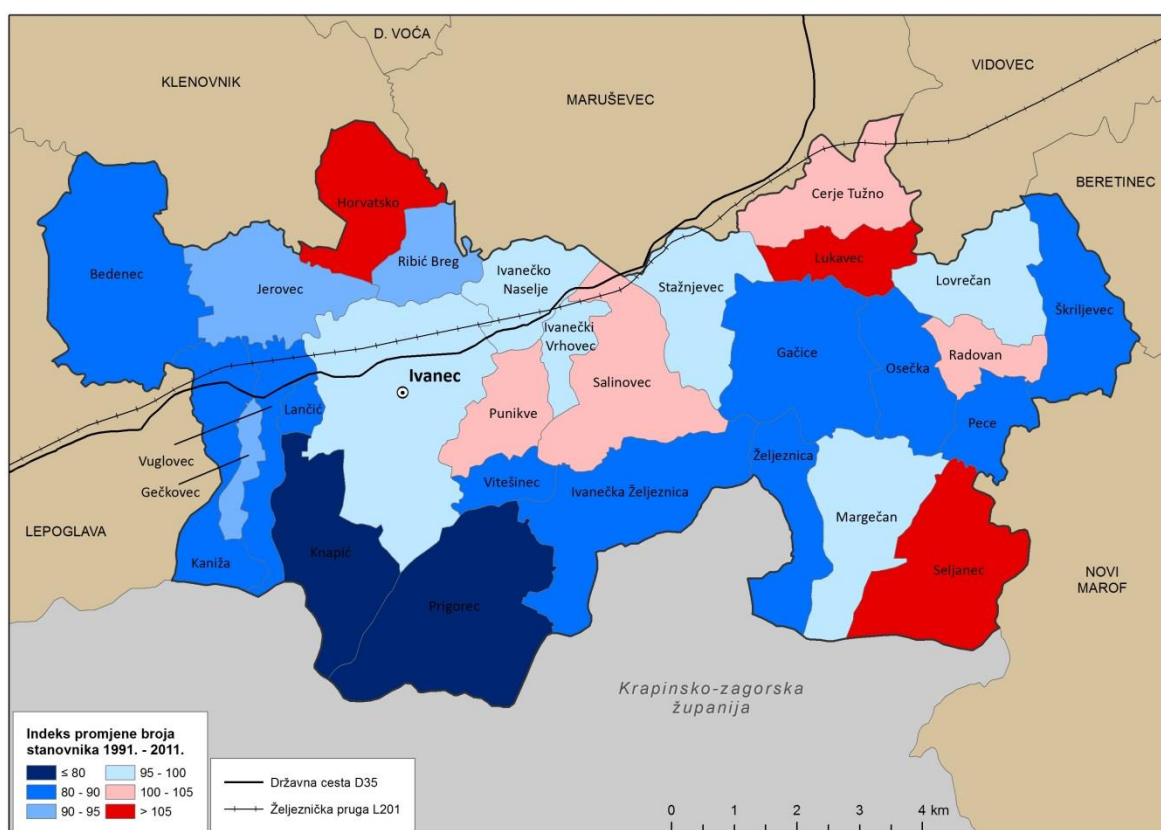 D. VOĆA
KLENOVNIK
VIDOVEC
MARUŠEVEC
BERETINEC
Horvatsko
Cerje Tužno
Ribić Breg
Lukavec
Bedenec
Ivanečko
Naselje
Jerovec
Stažnjevec
Lovrečan
Škriljevec
Ivanečki
Vrhovec
Gačice
Radovan
Osečka
Ivanec
Salinovec
Lančić
Punikve
Pece
Vuglovec
Željeznica
Gečkovec
Vitešinec
Ivanečka Željeznica
Margečan
LEPOGLAVA
Knapić
Kaniža
Seljanec
NOVI
MAROF
Prigorec
Krapinsko-zagorska
županija
Indeks promjene broja
stanovnika 1991. - 2011.
≤ 80
95 - 100
80 - 90
100 - 105
90 - 95
> 105
Državna cesta D35
Željeznička pruga L201
0 1 2 3 4 km